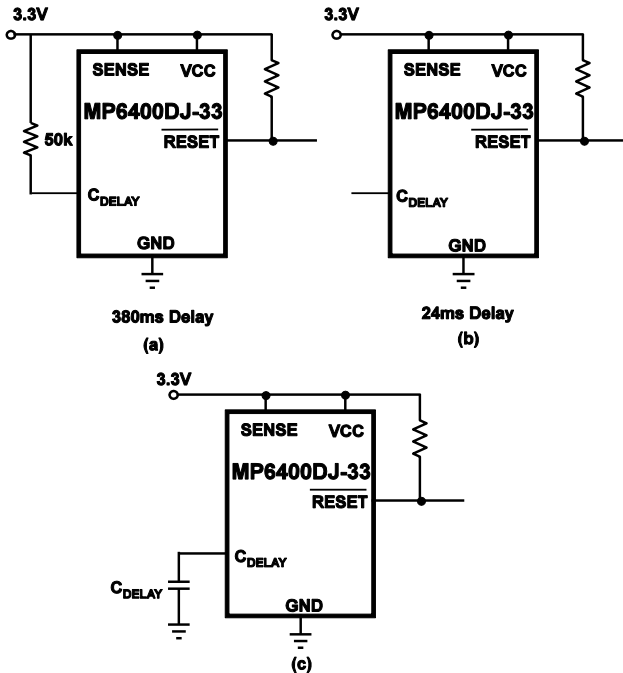 3.3V
SENSE VCC
MP6400DJ-33
RESET
50k
CDELAY
GND
380ms Delay
(a)
3.3V
SENSE VCC
MP6400DJ-33
RESET
CDELAY
GND
24ms Delay
(b)
3.3V
SENSE VCC
MP6400DJ-33
RESET
CDELAY
CDELAY
GND
(c)